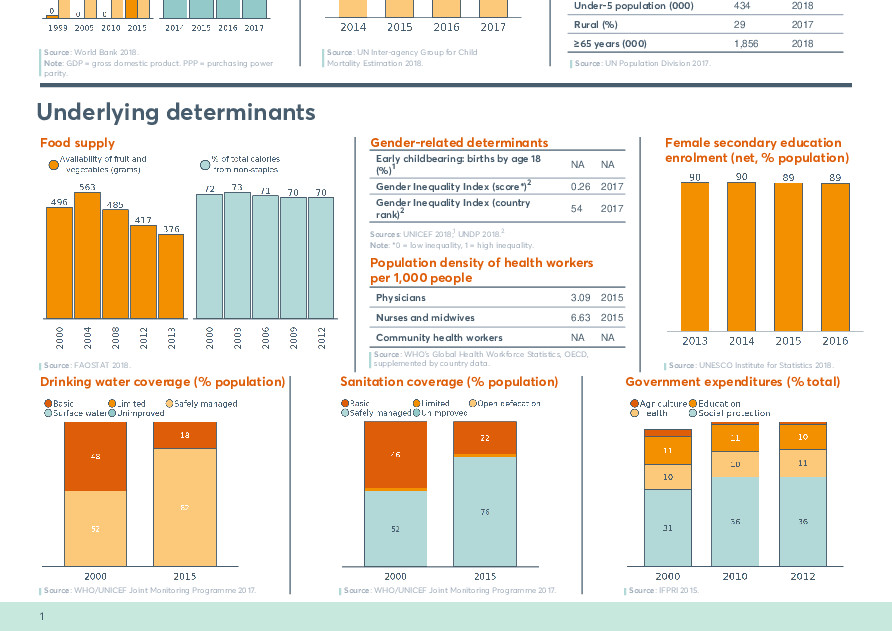 0
0
0
1999 2005 2010 2015
2014 2015 2016 2017
Source: World Bank 2018.
Note: GDP = gross domestic product. PPP = purchasing power
parity.
2014 2015 2016 2017
Source: UN Inter-agency Group for Child
Mortality Estimation 2018.
Under-5 population (000) 434 2018
Rural (%) 29 2017
≥65 years (000) 1,856 2018
Source: UN Population Division 2017.
Underlying determinants
Food supply
Availability of fruit and
vegetables (grams)
% of total calories
from non-staples
496 563 485 417 376
72 73 71 70 70
2000 2004 2008 2012 2013
2000 2003 2006 2009 2012
Source: FAOSTAT 2018.
Gender-related determinants
Early childbearing: births by age 18
(%)¹ NA NA
Gender Inequality Index (score*)² 0.26 2017
Gender Inequality Index (country
rank)² 54 2017
Sources: UNICEF 2018,¹ UNDP 2018.²
Note: *0 = low inequality, 1 = high inequality.
Population density of health workers
per 1,000 people
Physicians 3.09 2015
Nurses and midwives 6.63 2015
Community health workers NA NA
Source: WHO's Global Health Workforce Statistics, OECD,
supplemented by country data.
Female secondary education
enrolment (net, % population)
90 90 89 89
2013 2014 2015 2016
Source: UNESCO Institute for Statistics 2018.
Drinking water coverage (% population)
Basic Limited Safely managed
Surface water Unimproved
48 18
52 82
2000 2015
Source: WHO/UNICEF Joint Monitoring Programme 2017.
Sanitation coverage (% population)
Basic Limited Open defecation
Safely managed Unimproved
46 22
52 76
2000 2015
Source: WHO/UNICEF Joint Monitoring Programme 2017.
Government expenditures (% total)
Agriculture Education
Health Social protection
11 11 10
10 10 11
31 36 36
2000 2010 2012
Source: IFPRI 2015.
1